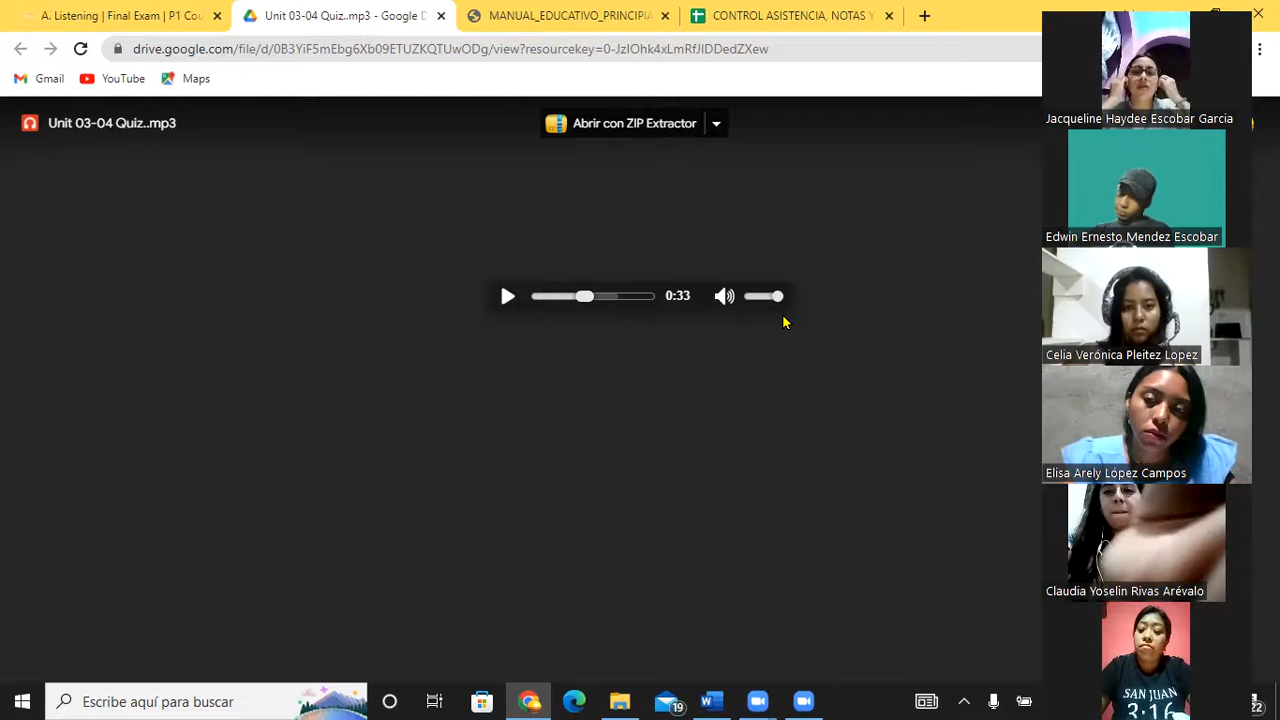 A. Listening | Final Exam | P1 Cou
Unit 03-04 Quiz..mp3 - Google D
MANUAL_EDUCATIVO_PRINCIPIA
CONTROL ASISTENCIA, NOTAS Y
drive.google.com/file/d/0B3YiF5mEbg6Xb09ETUZKQTUwODg/view?resourcekey=0-JzIOhk4xLmRfJIDDedZXew
Gmail
YouTube
Maps
Unit 03-04 Quiz..mp3
Abrir con ZIP Extractor
0:33
Jacqueline Haydee Escobar Garcia
Edwin Ernesto Mendez Escobar
Celia Verónica Pleitez Lopez
Elisa Arely López Campos
Claudia Yoselin Rivas Arévalo
SAN JUAN
3:16
Escribe aquí para buscar
19
22